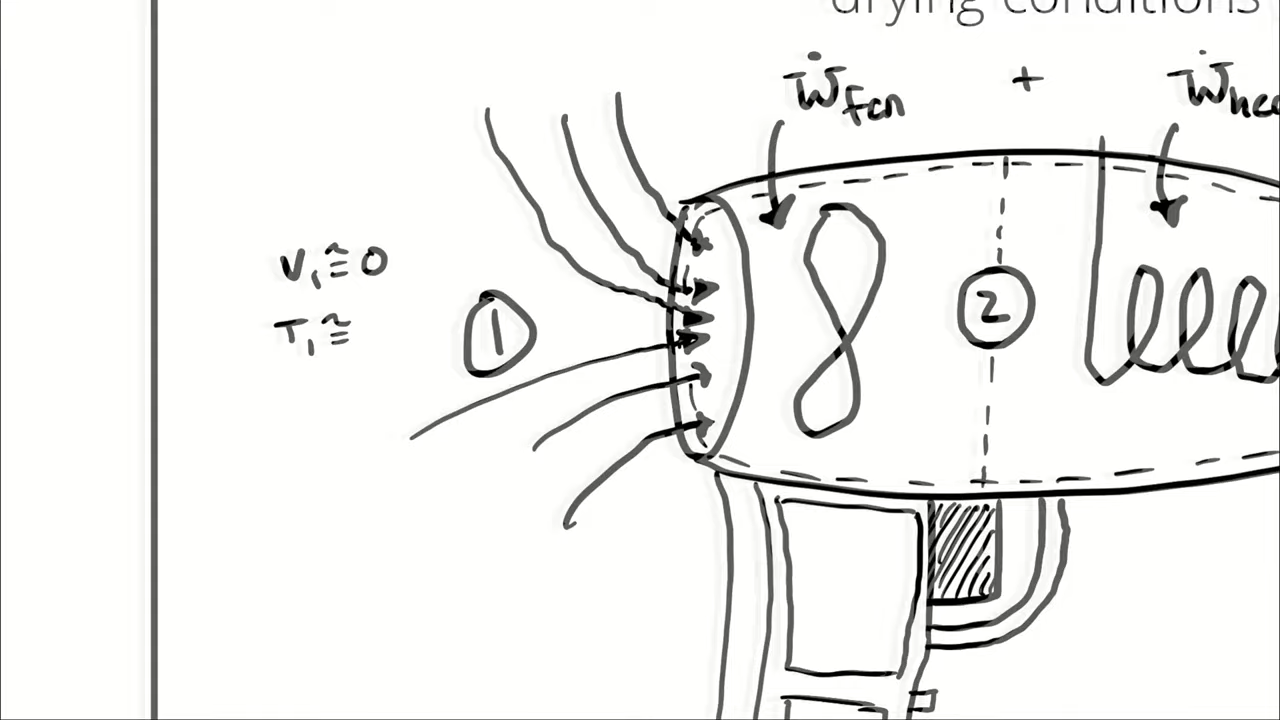 drying conditions
Ẇfan + Ẇhea
V₁ ≅ 0
T₁ ≅
1
2